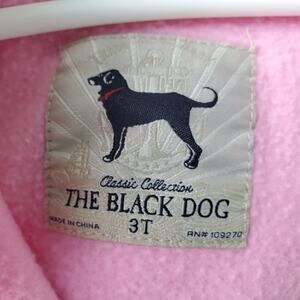 Classic Collection
THE BLACK DOG
3T
MADE IN CHINA
RN# 109270